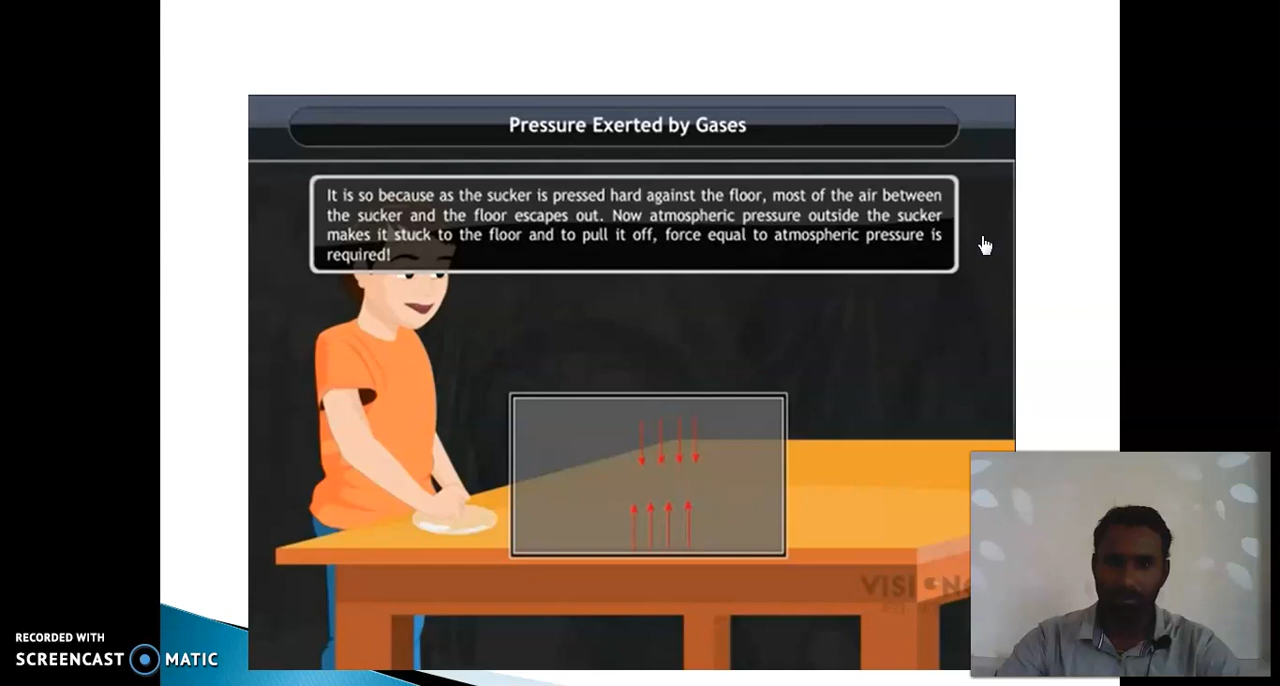 Pressure Exerted by Gases
It is so because as the sucker is pressed hard against the floor, most of the air between
the sucker and the floor escapes out. Now atmospheric pressure outside the sucker
makes it stuck to the floor and to pull it off, force equal to atmospheric pressure is
required!
RECORDED WITH
SCREENCAST MATIC